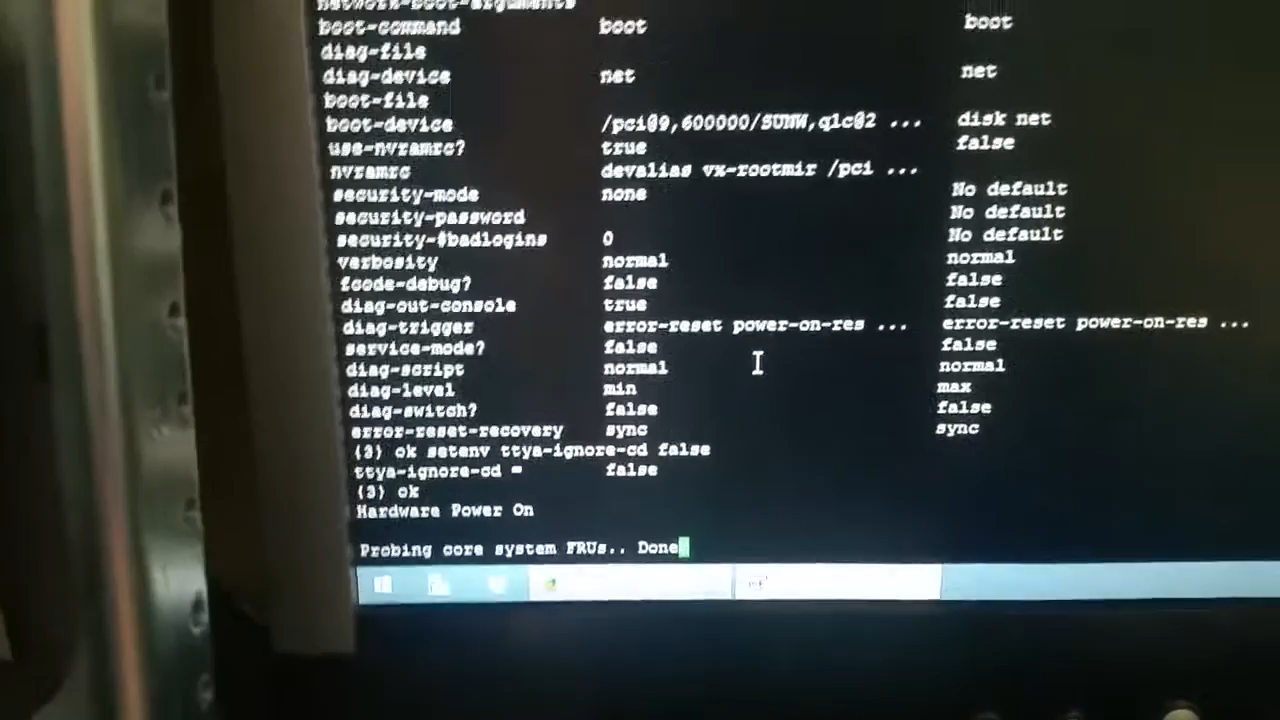 network-boot-arguments
boot-command boot boot
diag-file
diag-device net net
boot-file
boot-device /pci@9,600000/SUNW,qlc@2 ... disk net
use-nvramrc? true false
nvramrc devalias vx-rootmir /pci ...
security-mode none No default
security-password No default
security-#badlogins 0 No default
verbosity normal normal
fcode-debug? false false
diag-out-console true false
diag-trigger error-reset power-on-res ... error-reset power-on-res ...
service-mode? false false
diag-script normal normal
diag-level min max
diag-switch? false false
error-reset-recovery sync sync
{3} ok setenv ttya-ignore-cd false
ttya-ignore-cd = false
{3} ok
Hardware Power On
Probing core system FRUs.. Done